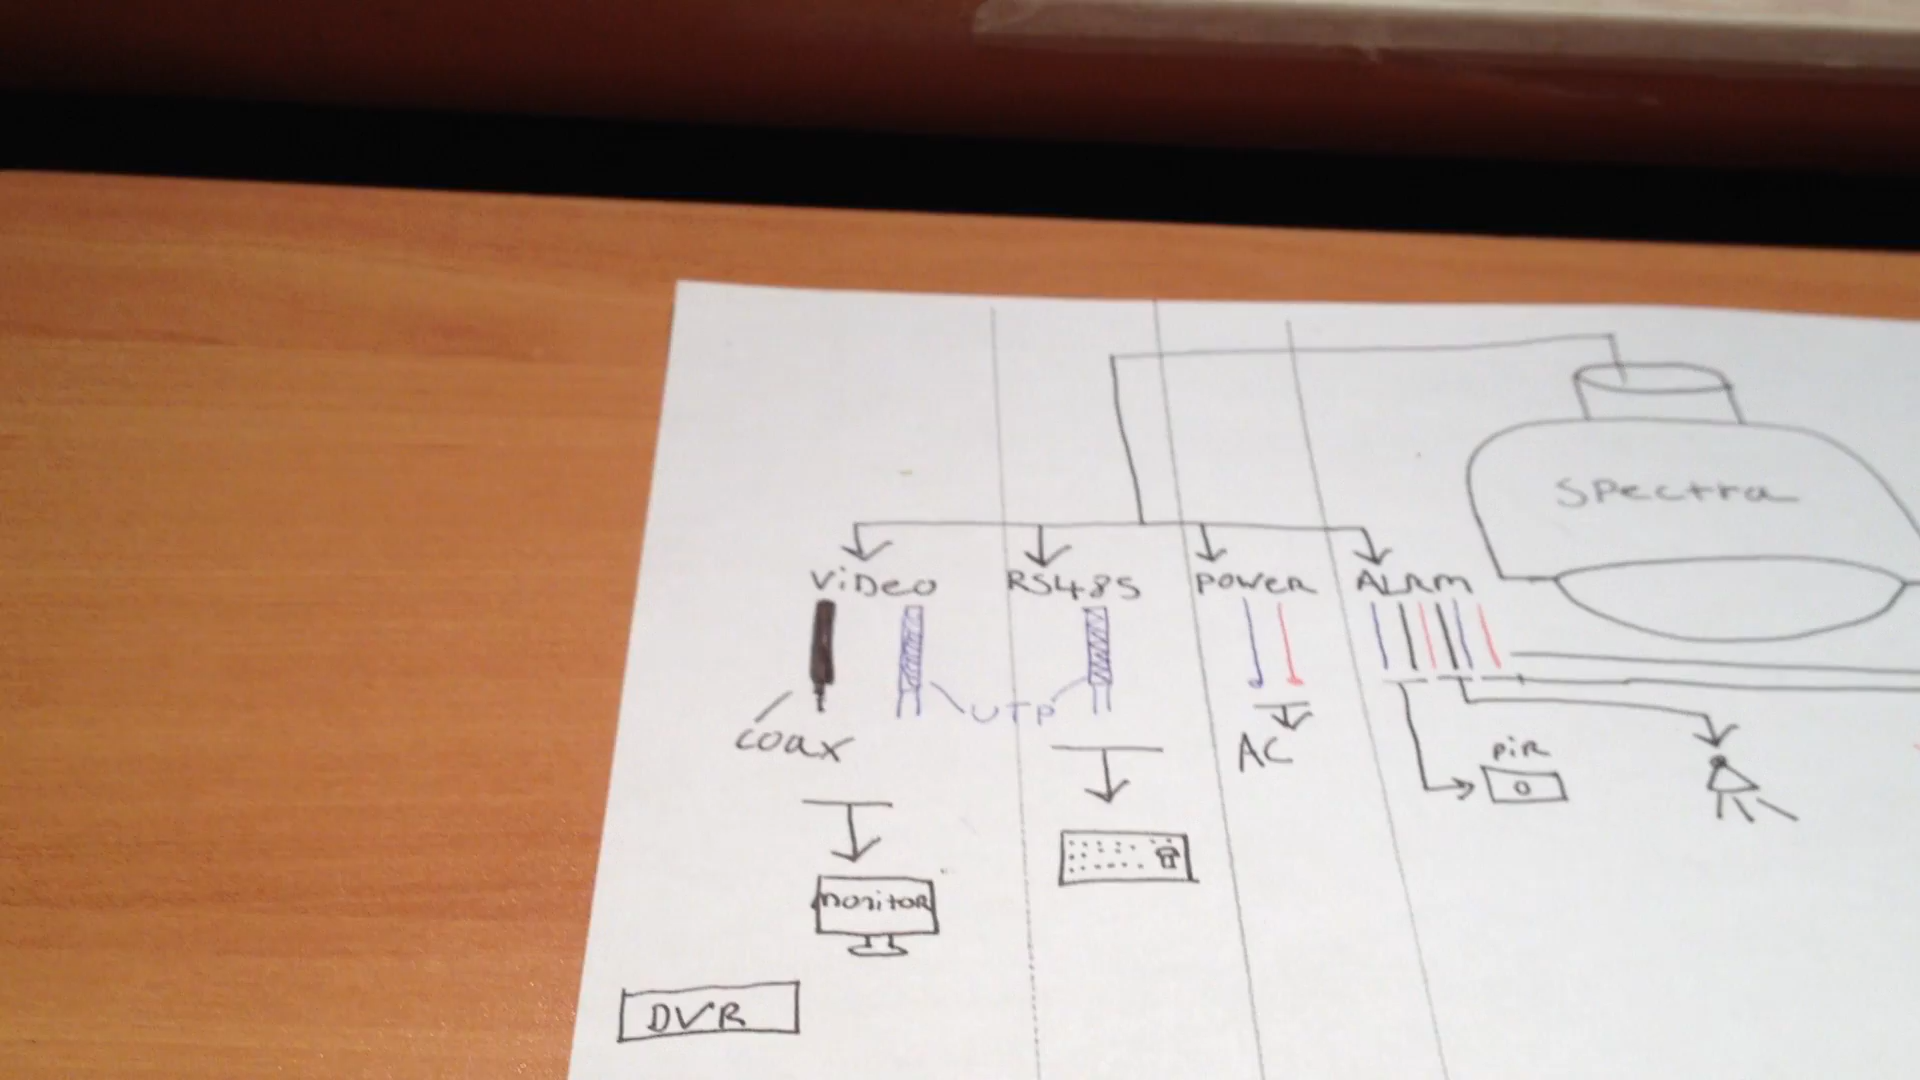 Spectra
ViDeo RS485 POWER ALRM
UTP
coax
AC
PiR
monitor
DVR